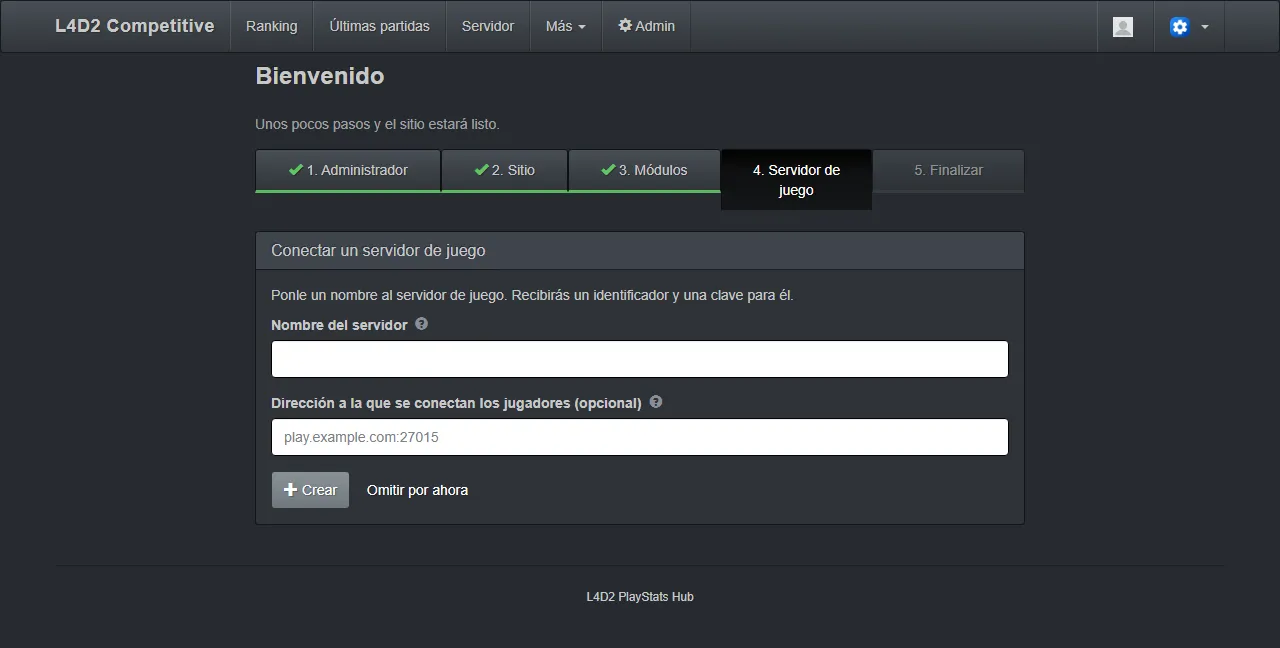 L4D2 Competitive
Ranking
Últimas partidas
Servidor
Más
Admin
Bienvenido
Unos pocos pasos y el sitio estará listo.
1. Administrador
2. Sitio
3. Módulos
4. Servidor de
juego
5. Finalizar
Conectar un servidor de juego
Ponle un nombre al servidor de juego. Recibirás un identificador y una clave para él.
Nombre del servidor
Dirección a la que se conectan los jugadores (opcional)
play.example.com:27015
Crear
Omitir por ahora
L4D2 PlayStats Hub